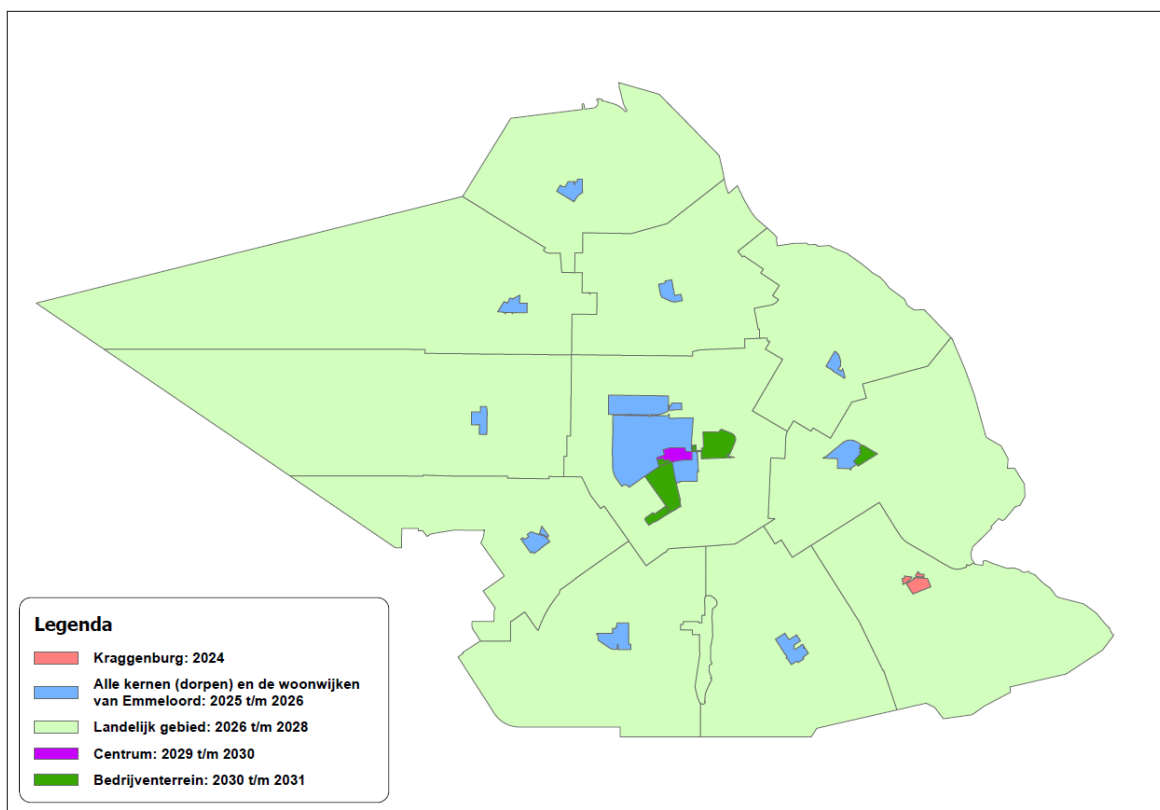 Legenda
Kraggenburg: 2024
Alle kernen (dorpen) en de woonwijken
van Emmeloord: 2025 t/m 2026
Landelijk gebied: 2026 t/m 2028
Centrum: 2029 t/m 2030
Bedrijventerrein: 2030 t/m 2031